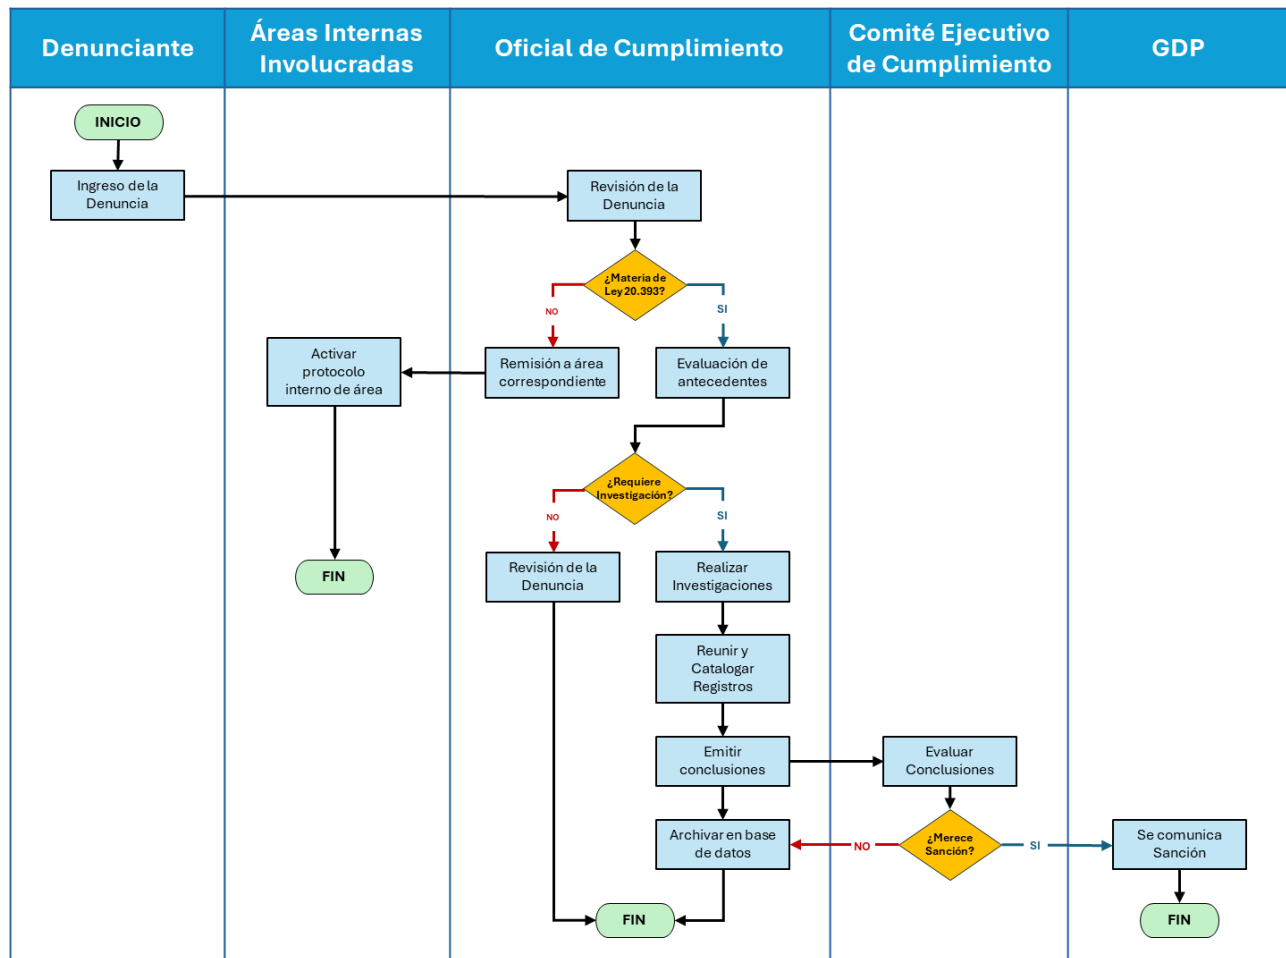 Denunciante
Áreas Internas
Involucradas
Oficial de Cumplimiento
Comité Ejecutivo
de Cumplimiento
GDP
INICIO
Ingreso de la
Denuncia
Revisión de la
Denuncia
¿Materia de
Ley 20.393?
NO
SI
Activar
protocolo
interno de área
Remisión a área
correspondiente
Evaluación de
antecedentes
¿Requiere
Investigación?
NO
SI
FIN
Revisión de la
Denuncia
Realizar
Investigaciones
Reunir y
Catalogar
Registros
Emitir
conclusiones
Evaluar
Conclusiones
Archivar en base
de datos
NO
¿Merece
Sanción?
SI
Se comunica
Sanción
FIN
FIN